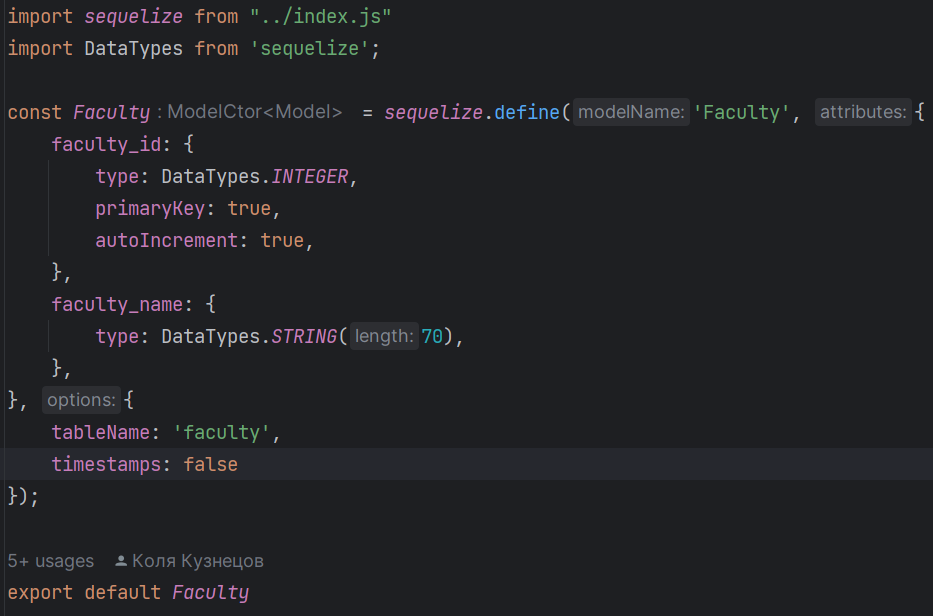 import sequelize from "../index.js"
import DataTypes from 'sequelize';
const Faculty : ModelCtor<Model> = sequelize.define( modelName: 'Faculty', attributes: {
faculty_id: {
type: DataTypes.INTEGER,
primaryKey: true,
autoIncrement: true,
},
faculty_name: {
type: DataTypes.STRING( length: 70),
},
}, options: {
tableName: 'faculty',
timestamps: false
});
5+ usages Коля Кузнецов
export default Faculty